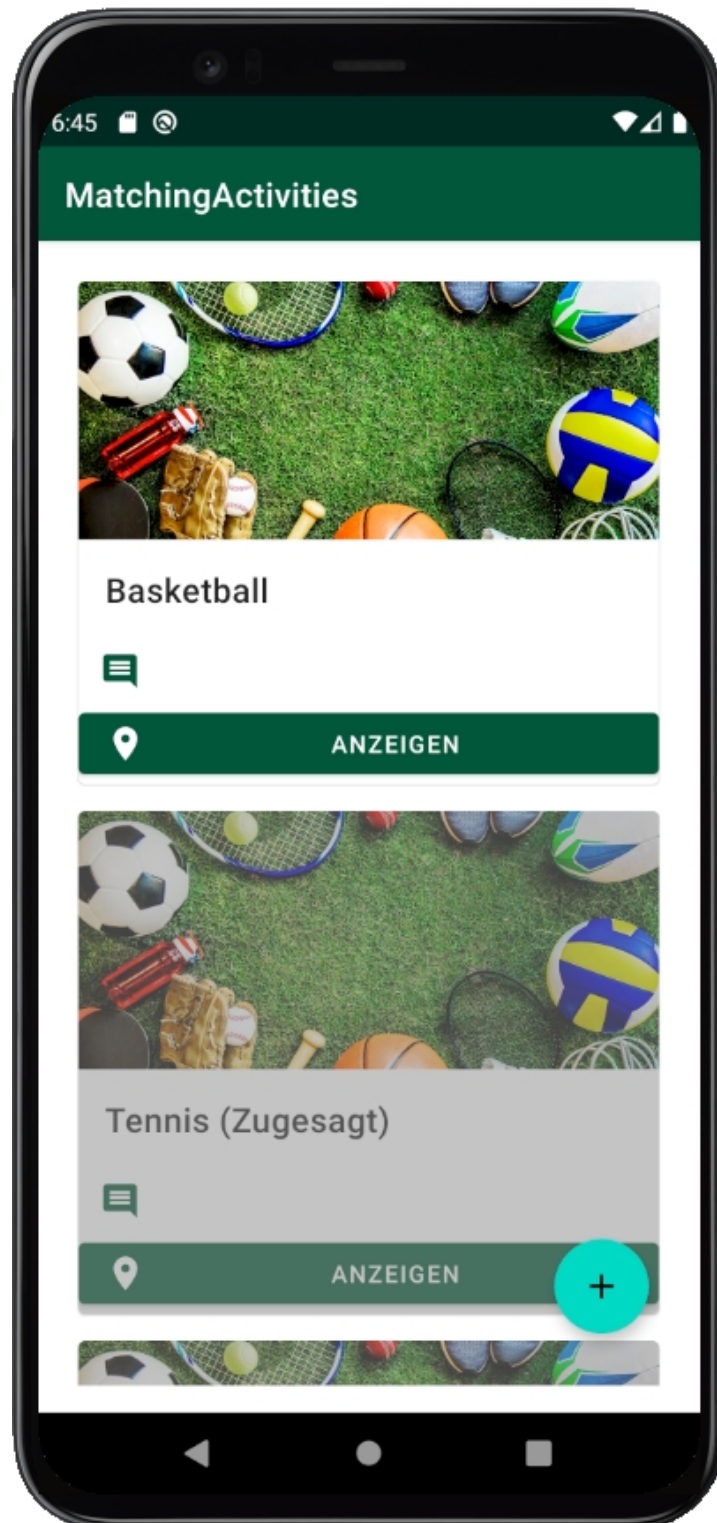 6:45
MatchingActivities
Basketball
ANZEIGEN
Tennis (Zugesagt)
ANZEIGEN
+